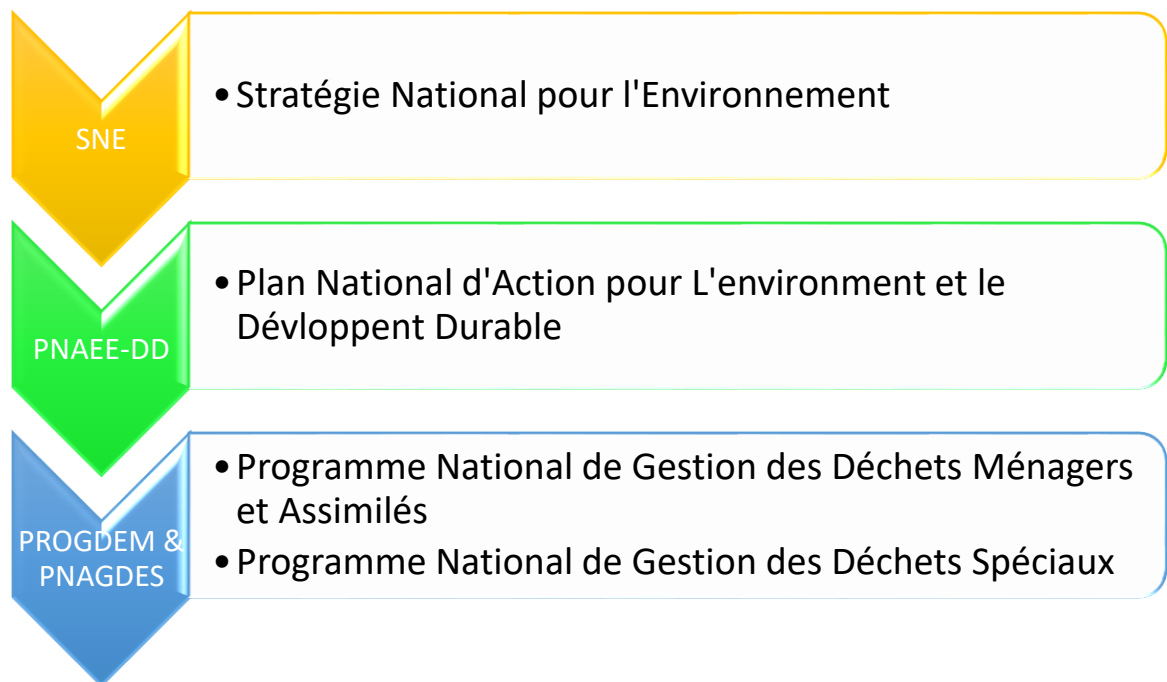 SNE
•Stratégie National pour l'Environnement
PNAEE-DD
•Plan National d'Action pour L'environment et le
Dévloppent Durable
PROGDEM &
PNAGDES
•Programme National de Gestion des Déchets Ménagers
et Assimilés
•Programme National de Gestion des Déchets Spéciaux